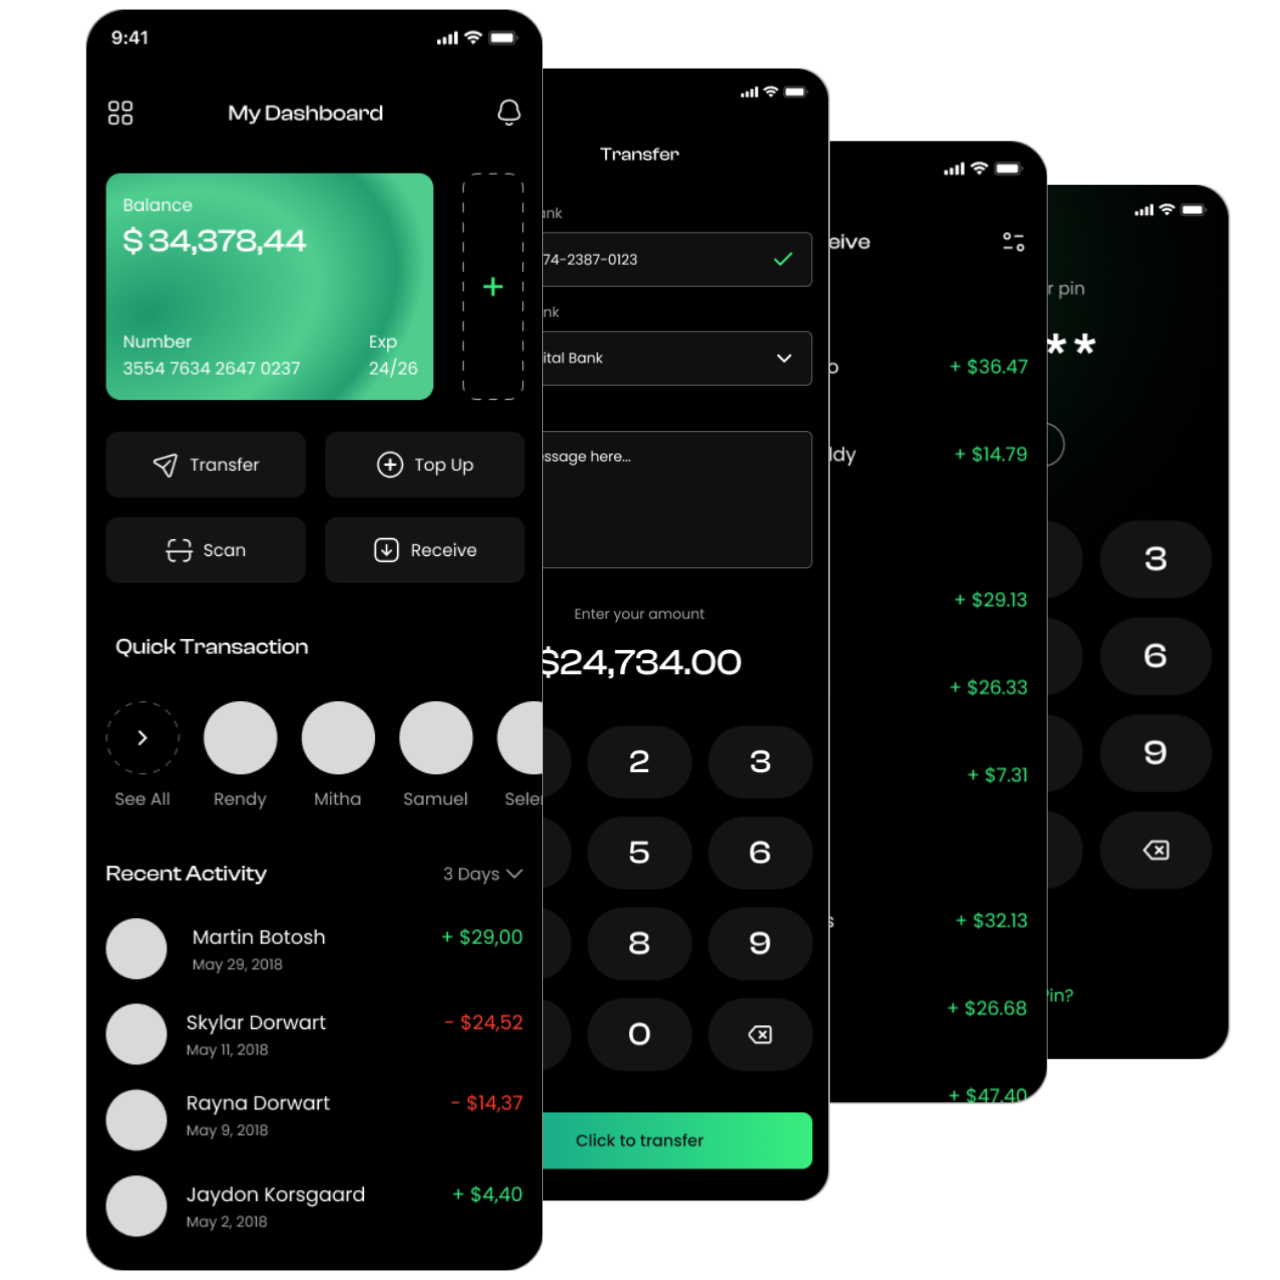 9:41
My Dashboard
Balance
$ 34,378,44
Number
Exp
3554 7634 2647 0237
24/26
+
Transfer
Top Up
Scan
Receive
Quick Transaction
See All
Rendy
Mitha
Samuel
Recent Activity
3 Days
Martin Botosh
+ $29,00
May 29, 2018
Skylar Dorwart
- $24,52
May 11, 2018
Rayna Dorwart
- $14,37
May 9, 2018
Jaydon Korsgaard
+ $4,40
May 2, 2018
Transfer
ank
74-2387-0123
nk
ital Bank
ssage here...
Enter your amount
$24,734.00
2
3
5
6
8
9
0
Click to transfer
eive
+ $36.47
ddy
+ $14.79
+ $29.13
+ $26.33
+ $7.31
s
+ $32.13
+ $26.68
+ $47.40
r pin
**
3
6
9
in?